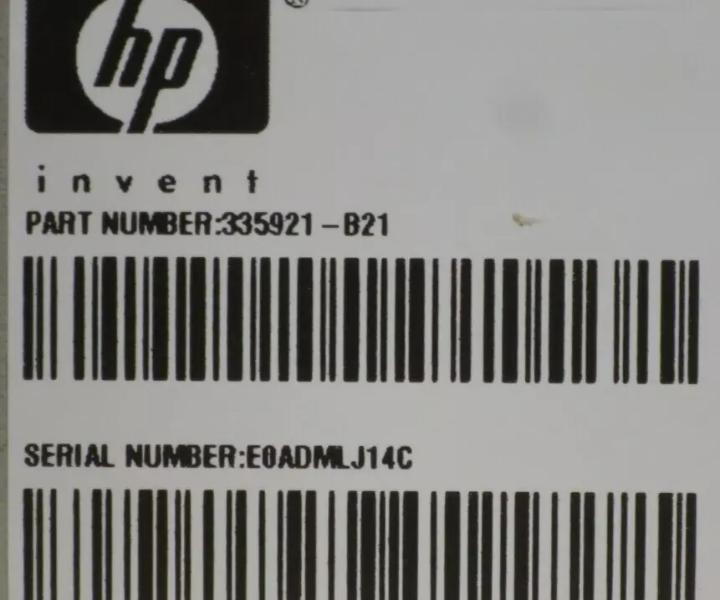 hp
®
invent
PART NUMBER:335921-B21
SERIAL NUMBER:E0ADMLJ14C